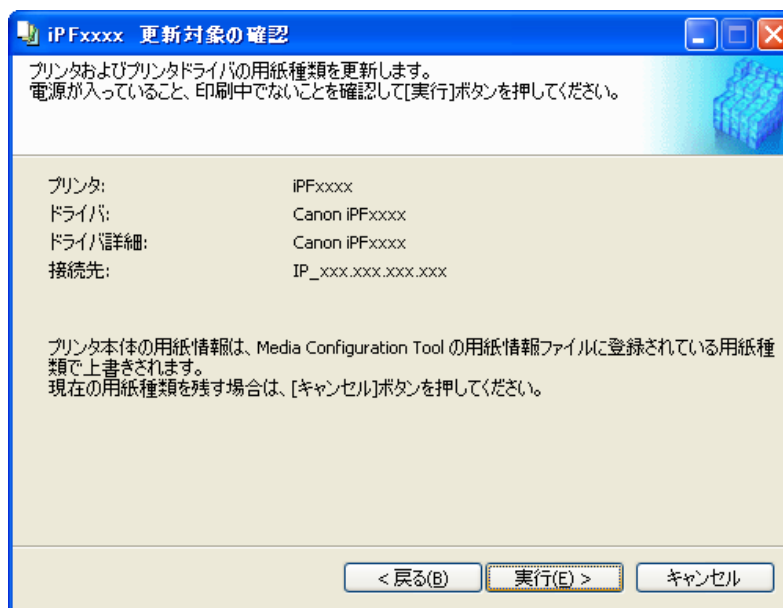 iPFxxxx 更新対象の確認
プリンタおよびプリンタドライバの用紙種類を更新します。
電源が入っていること、印刷中でないことを確認して[実行]ボタンを押してください。
プリンタ: iPFxxxx
ドライバ: Canon iPFxxxx
ドライバ詳細: Canon iPFxxxx
接続先: IP_xxx.xxx.xxx.xxx
プリンタ本体の用紙情報は、Media Configuration Tool の用紙情報ファイルに登録されている用紙種
類で上書きされます。
現在の用紙種類を残す場合は、[キャンセル]ボタンを押してください。
< 戻る(B) 実行(E) > キャンセル